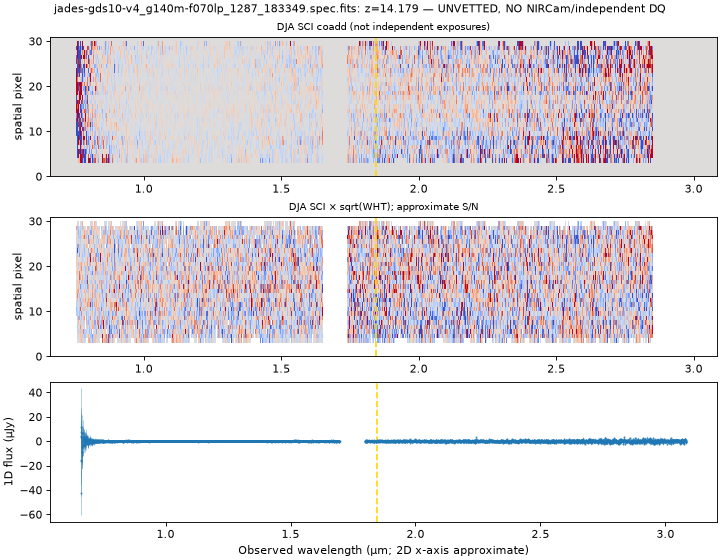 jades-gds10-v4_g140m-f070lp_1287_183349.spec.fits: z=14.179 — UNVETTED, NO NIRCam/independent DQ
DJA SCI coadd (not independent exposures)
spatial pixel
30
20
10
0
1.0 1.5 2.0 2.5 3.0
DJA SCI × sqrt(WHT); approximate S/N
spatial pixel
30
20
10
0
1.0 1.5 2.0 2.5 3.0
1D flux (μJy)
40
20
0
−20
−40
−60
1.0 1.5 2.0 2.5 3.0
Observed wavelength (μm; 2D x-axis approximate)